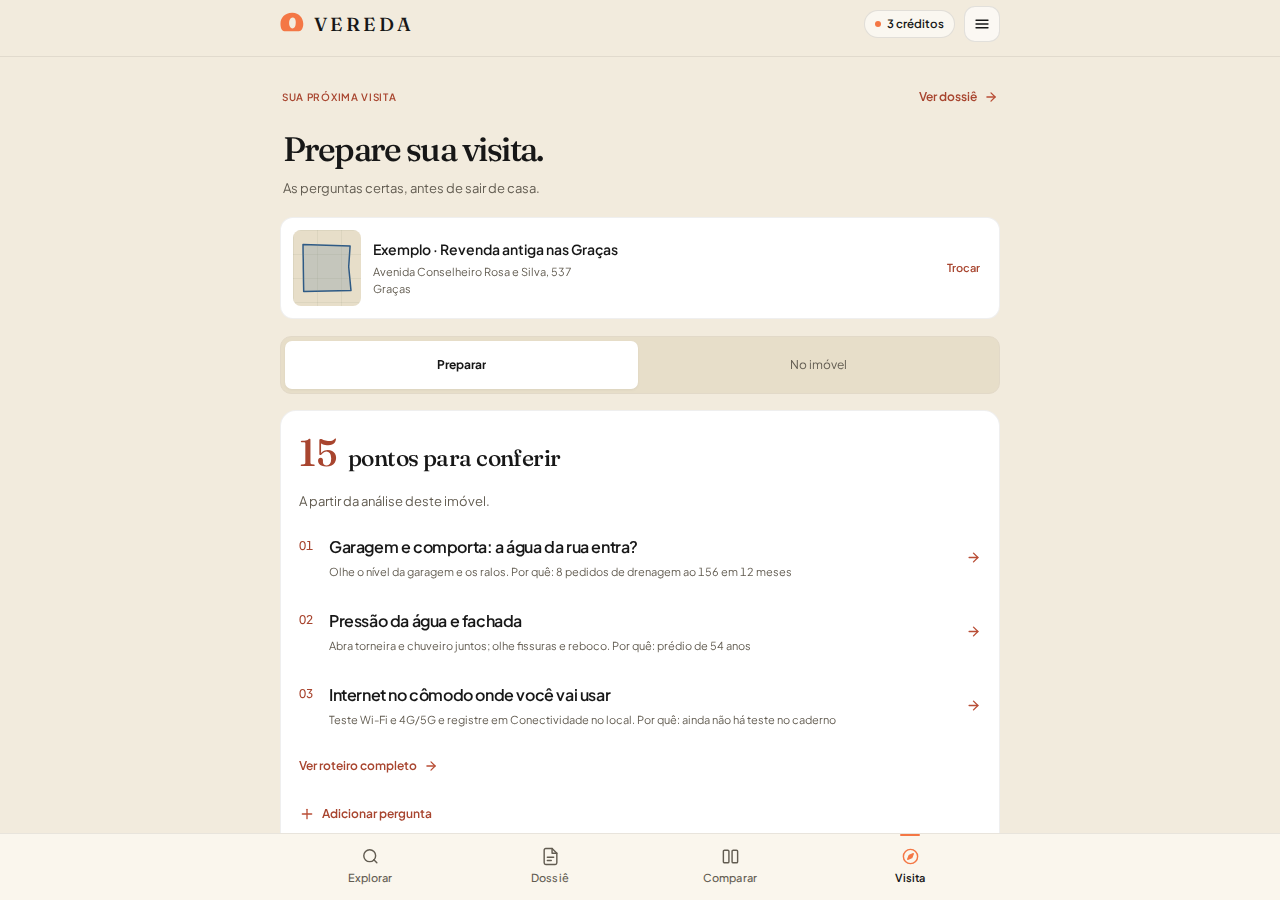 VEREDA
3 créditos
SUA PRÓXIMA VISITA
Ver dossiê
Prepare sua visita.
As perguntas certas, antes de sair de casa.
Exemplo · Revenda antiga nas Graças
Avenida Conselheiro Rosa e Silva, 537
Graças
Trocar
Preparar
No imóvel
15 pontos para conferir
A partir da análise deste imóvel.
01 Garagem e comporta: a água da rua entra?
Olhe o nível da garagem e os ralos. Por quê: 8 pedidos de drenagem ao 156 em 12 meses
02 Pressão da água e fachada
Abra torneira e chuveiro juntos; olhe fissuras e reboco. Por quê: prédio de 54 anos
03 Internet no cômodo onde você vai usar
Teste Wi-Fi e 4G/5G e registre em Conectividade no local. Por quê: ainda não há teste no caderno
Ver roteiro completo
Adicionar pergunta
Explorar
Dossiê
Comparar
Visita